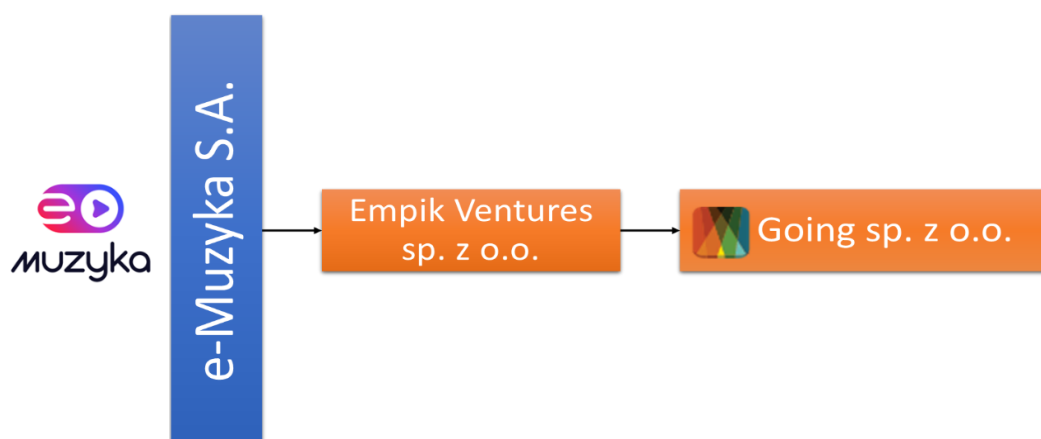 e muzyka
e-Muzyka S.A.
Empik Ventures
sp. z o.o.
Going sp. z o.o.